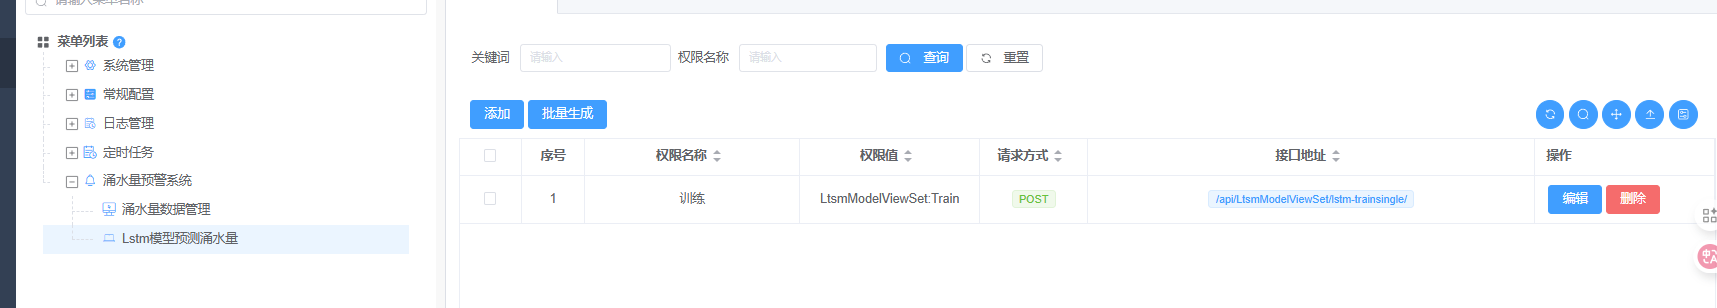 请输入菜单名称
菜单列表 ?
系统管理
常规配置
日志管理
定时任务
涌水量预警系统
涌水量数据管理
Lstm模型预测涌水量
关键词 请输入 权限名称 请输入 查询 重置
添加 批量生成
序号 权限名称 权限值 请求方式 接口地址 操作
1 训练 LtsmModelViewSet:Train POST /api/LtsmModelViewSet/lstm-trainsingle/ 编辑 删除